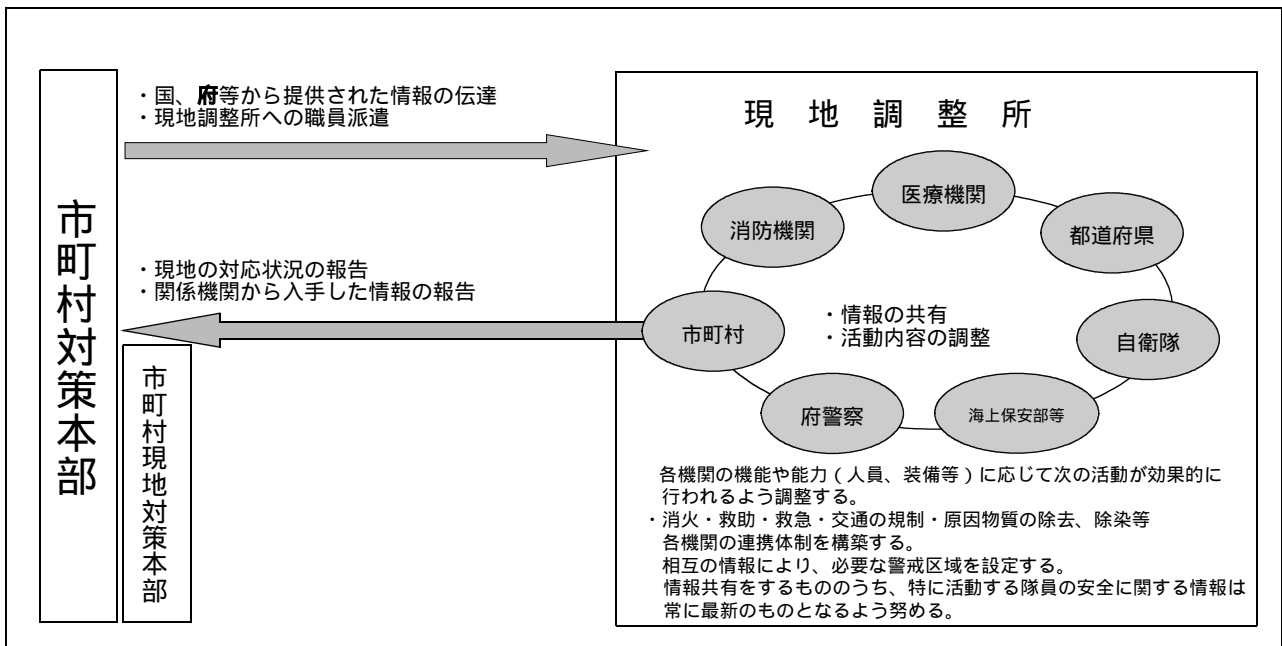 市町村対策本部
市町村現地対策本部
・国、府等から提供された情報の伝達
・現地調整所への職員派遣
・現地の対応状況の報告
・関係機関から入手した情報の報告
現地調整所
医療機関
消防機関
都道府県
市町村
・情報の共有
・活動内容の調整
自衛隊
府警察
海上保安部等
各機関の機能や能力（人員、装備等）に応じて次の活動が効果的に
行われるよう調整する。
・消火・救助・救急・交通の規制・原因物質の除去、除染等
各機関の連携体制を構築する。
相互の情報により、必要な警戒区域を設定する。
情報共有をするもののうち、特に活動する隊員の安全に関する情報は
常に最新のものとなるよう努める。